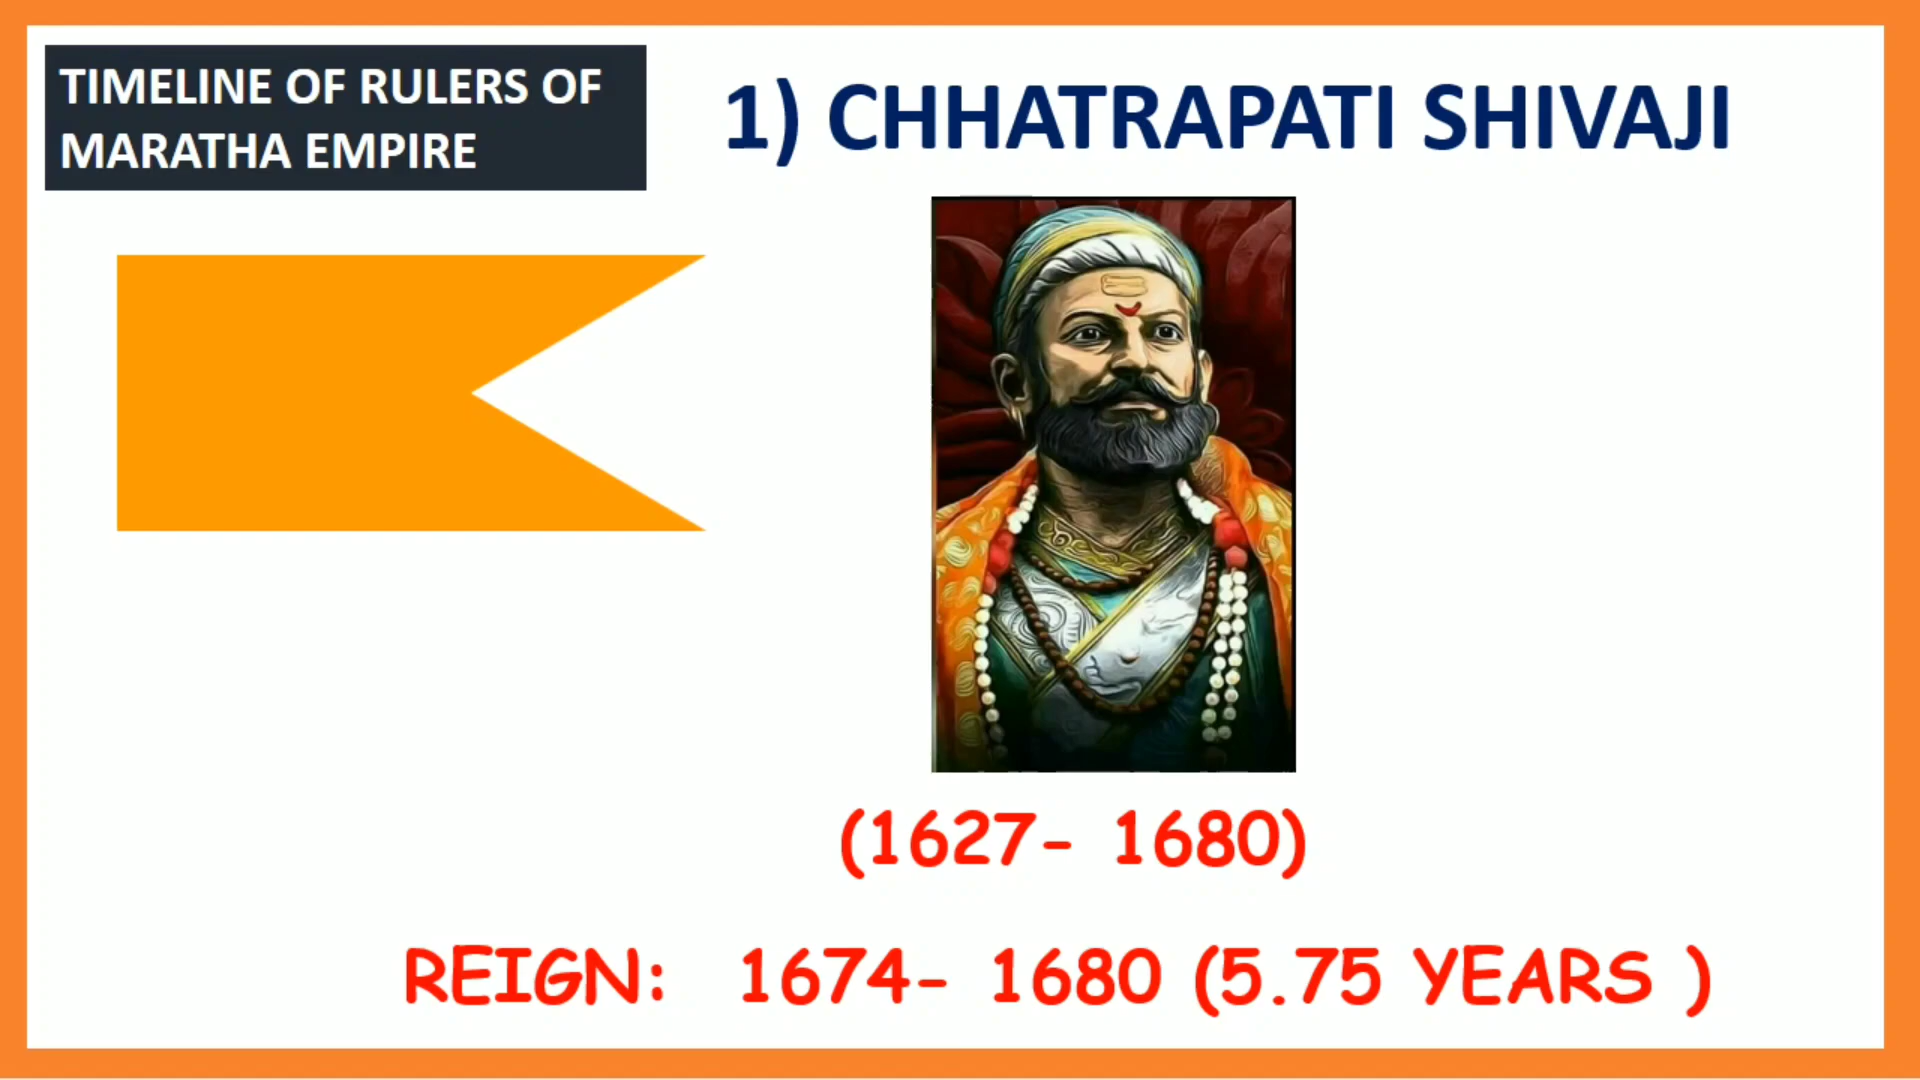 TIMELINE OF RULERS OF
MARATHA EMPIRE
1) CHHATRAPATI SHIVAJI
(1627- 1680)
REIGN: 1674- 1680 (5.75 YEARS )